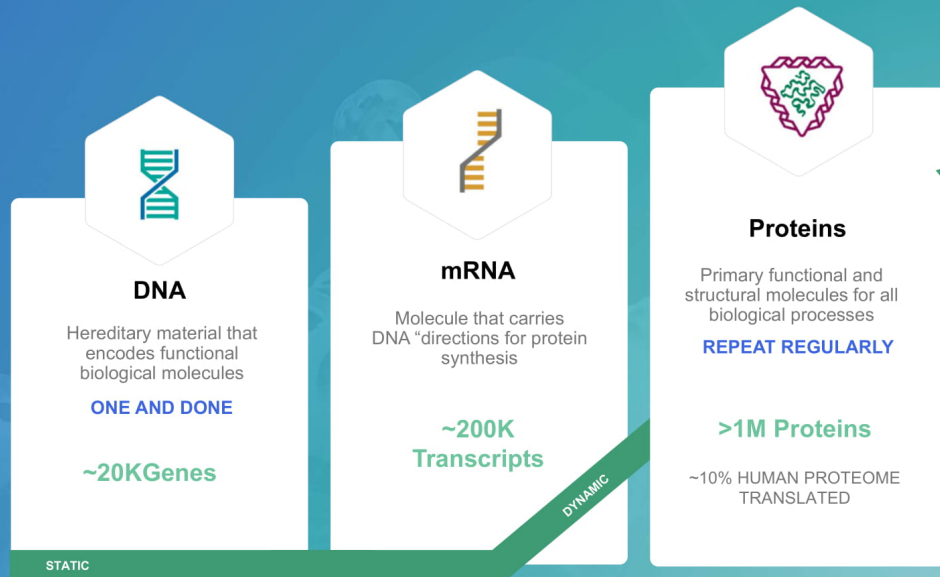 DNA
Hereditary material that
encodes functional
biological molecules
ONE AND DONE
~20KGenes
mRNA
Molecule that carries
DNA “directions for protein
synthesis
~200K
Transcripts
Proteins
Primary functional and
structural molecules for all
biological processes
REPEAT REGULARLY
>1M Proteins
~10% HUMAN PROTEOME
TRANSLATED
STATIC
DYNAMIC